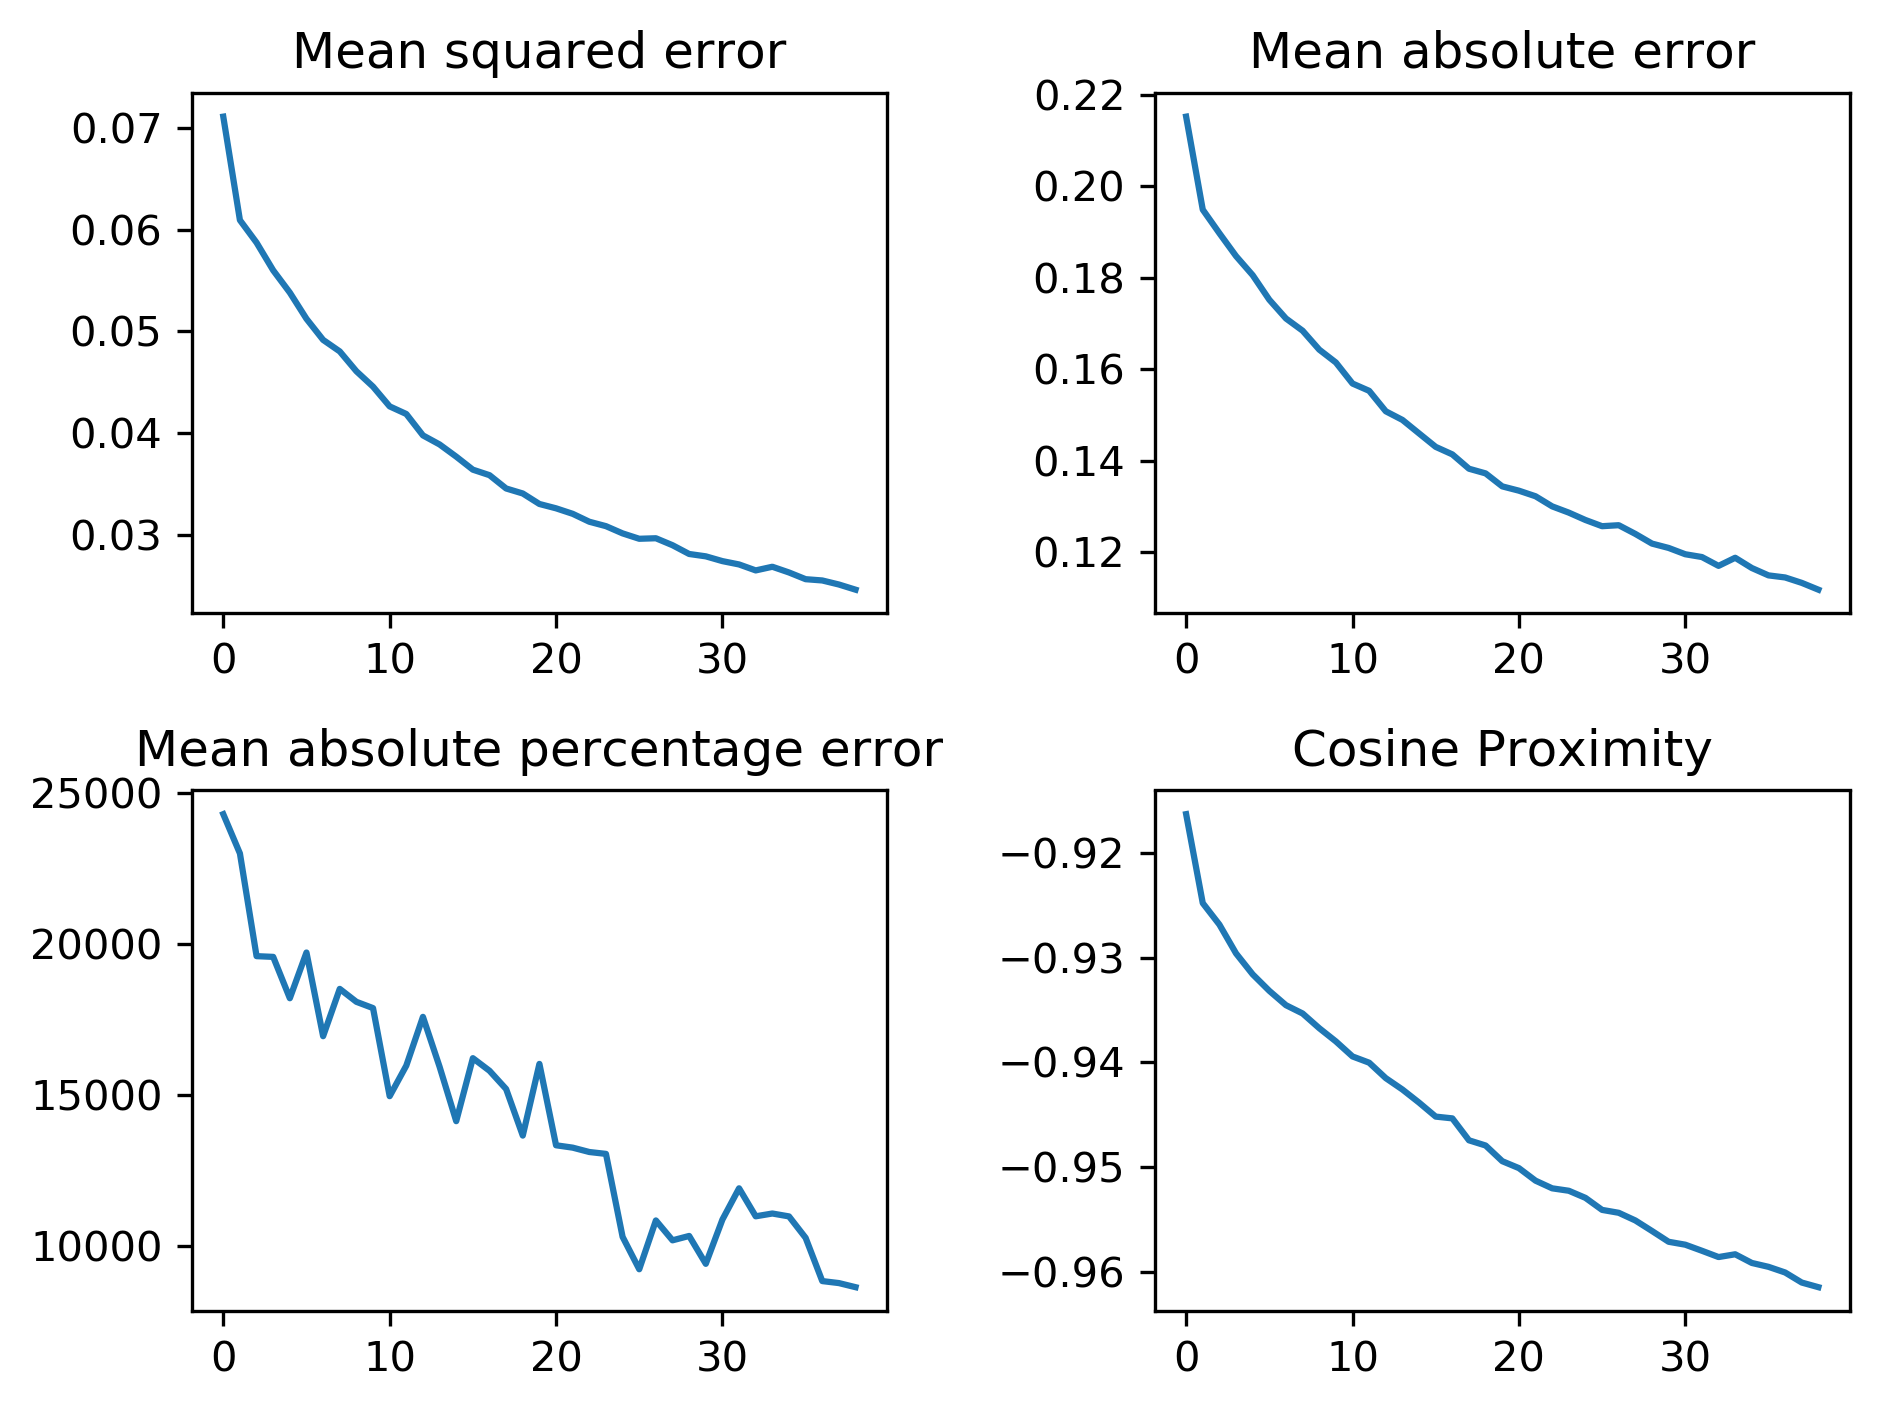 Mean squared error
0.07
0.06
0.05
0.04
0.03
0 10 20 30
Mean absolute error
0.22
0.20
0.18
0.16
0.14
0.12
0 10 20 30
Mean absolute percentage error
25000
20000
15000
10000
0 10 20 30
Cosine Proximity
−0.92
−0.93
−0.94
−0.95
−0.96
0 10 20 30